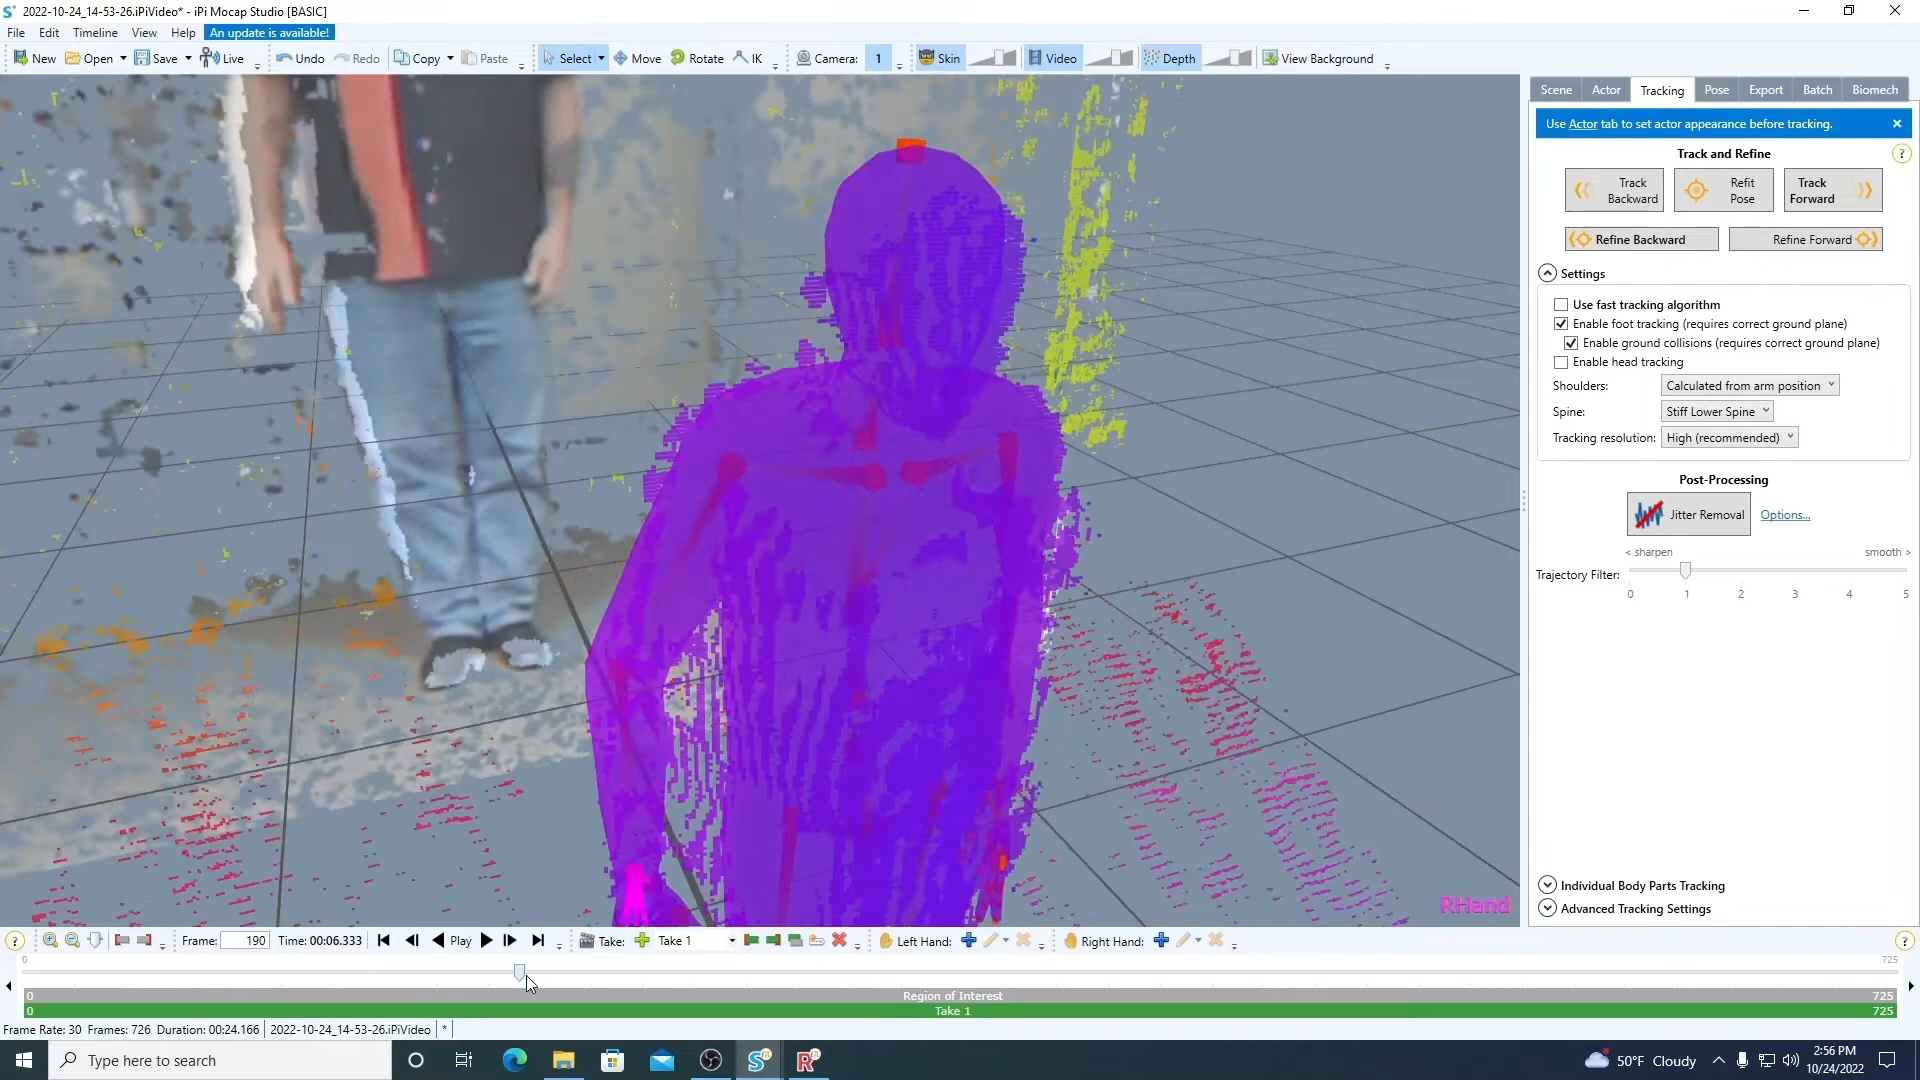 2022-10-24_14-53-26.iPiVideo* - iPi Mocap Studio [BASIC]
File Edit Timeline View Help An update is available!
New Open Save Live Undo Redo Copy Paste Select Move Rotate IK Camera: 1 Skin Video Depth View Background
Scene Actor Tracking Pose Export Batch Biomech
Use Actor tab to set actor appearance before tracking.
Track and Refine
Track Backward
Refit Pose
Track Forward
Refine Backward
Refine Forward
Settings
Use fast tracking algorithm
Enable foot tracking (requires correct ground plane)
Enable ground collisions (requires correct ground plane)
Enable head tracking
Shoulders: Calculated from arm position
Spine: Stiff Lower Spine
Tracking resolution: High (recommended)
Post-Processing
Jitter Removal Options...
< sharpen smooth >
Trajectory Filter:
0 1 2 3 4 5
Individual Body Parts Tracking
RHand
Advanced Tracking Settings
Frame: 190 Time: 00:06.333 Play Take: Take 1 Left Hand: Right Hand:
0 725
0 Region of Interest 725
0 Take 1 725
Frame Rate: 30 Frames: 726 Duration: 00:24.166 2022-10-24_14-53-26.iPiVideo *
Type here to search
50°F Cloudy
2:56 PM
10/24/2022